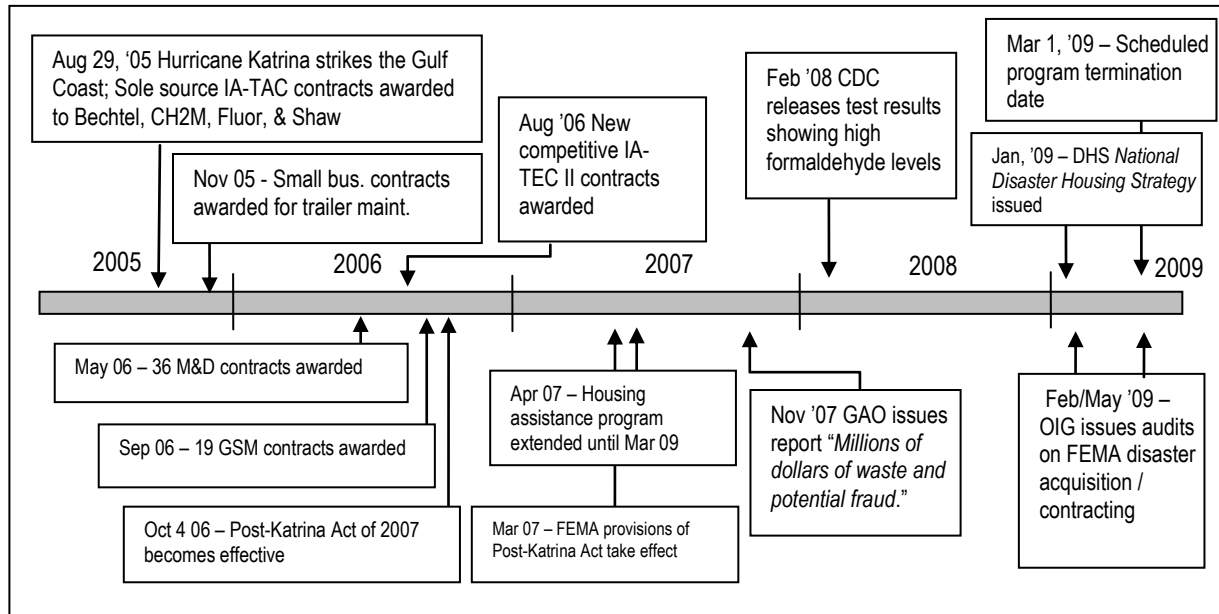 Aug 29, '05 Hurricane Katrina strikes the Gulf
Coast; Sole source IA-TAC contracts awarded
to Bechtel, CH2M, Fluor, & Shaw
Nov 05 - Small bus. contracts
awarded for trailer maint.
Aug '06 New
competitive IA-
TEC II contracts
awarded
Feb '08 CDC
releases test results
showing high
formaldehyde levels
Mar 1, '09 – Scheduled
program termination
date
Jan, '09 – DHS National
Disaster Housing Strategy
issued
2005
2006
2007
2008
2009
May 06 – 36 M&D contracts awarded
Sep 06 – 19 GSM contracts awarded
Oct 4 06 – Post-Katrina Act of 2007
becomes effective
Apr 07 – Housing
assistance program
extended until Mar 09
Mar 07 – FEMA provisions of
Post-Katrina Act take effect
Nov '07 GAO issues
report "Millions of
dollars of waste and
potential fraud."
Feb/May '09 –
OIG issues audits
on FEMA disaster
acquisition /
contracting